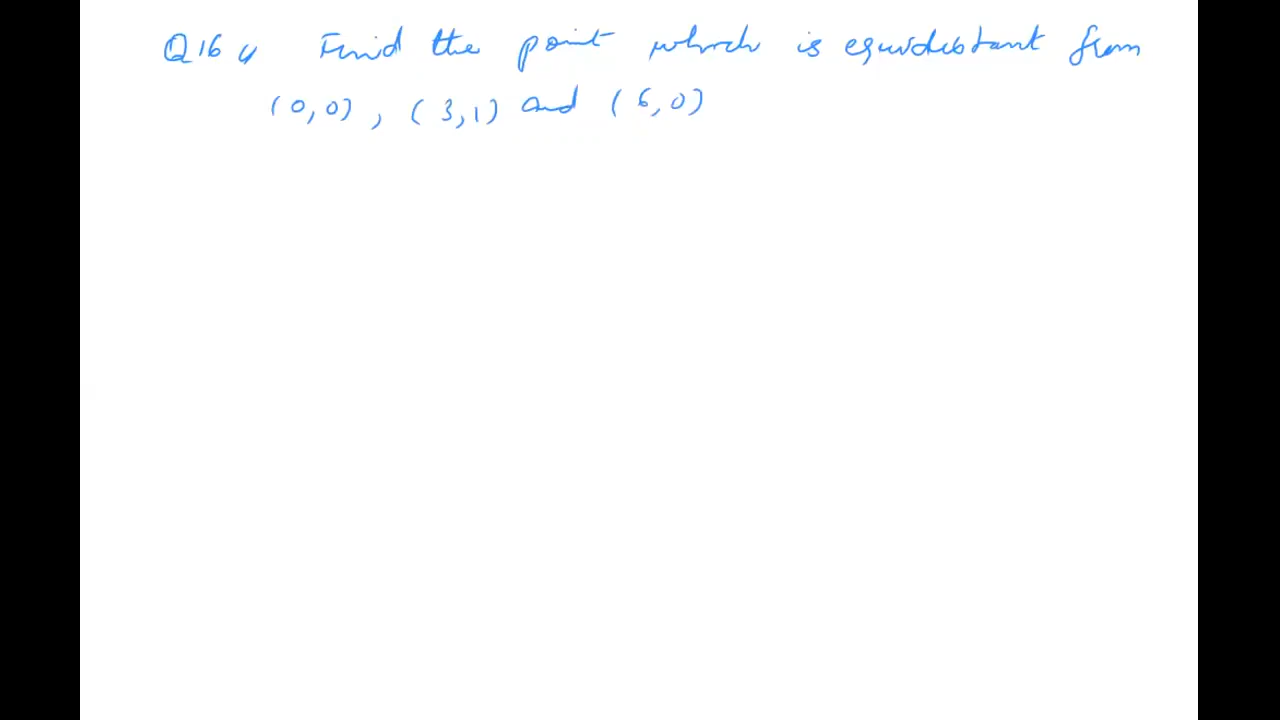 Q16 ,, Find the point which is equidistant from
(0,0) , (3,1) and (6,0)